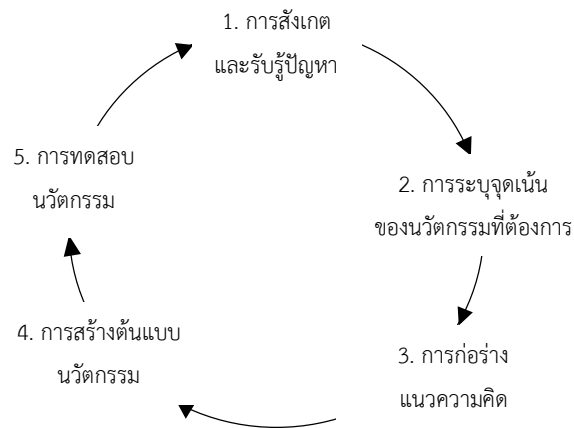 1. การสังเกต
และรับรู้ปัญหา
2. การระบุจุดเน้น
ของนวัตกรรมที่ต้องการ
3. การก่อร่าง
แนวความคิด
4. การสร้างต้นแบบ
นวัตกรรม
5. การทดสอบ
นวัตกรรม